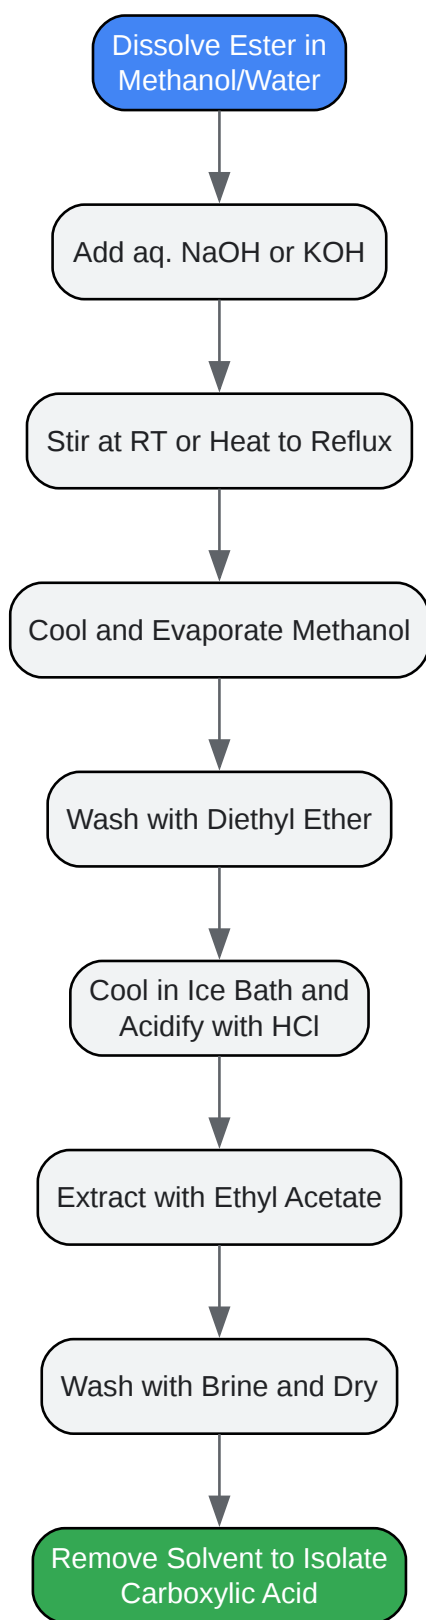 Dissolve Ester in
Methanol/Water
Add aq. NaOH or KOH
Stir at RT or Heat to Reflux
Cool and Evaporate Methanol
Wash with Diethyl Ether
Cool in Ice Bath and
Acidify with HCl
Extract with Ethyl Acetate
Wash with Brine and Dry
Remove Solvent to Isolate
Carboxylic Acid